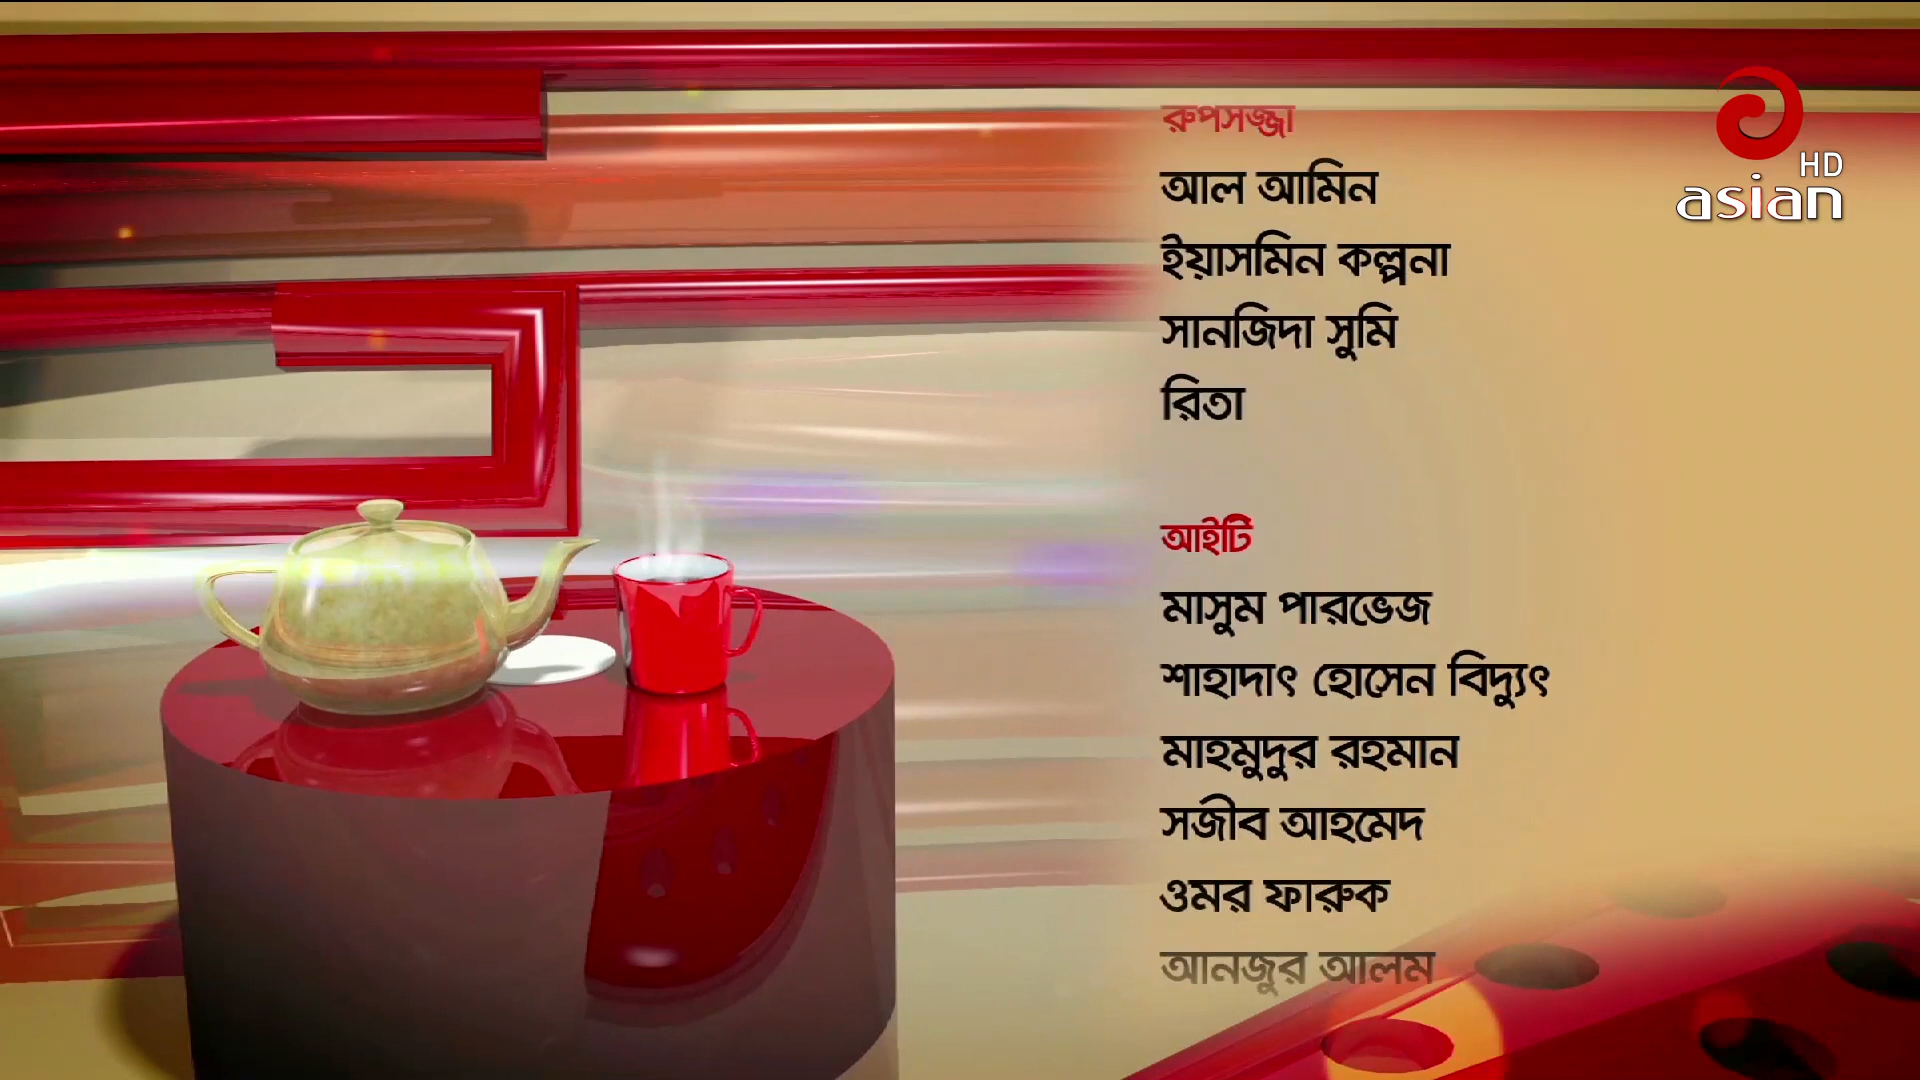 রুপসজ্জা
আল আমিন
ইয়াসমিন কল্পনা
সানজিদা সুমি
রিতা
আইটি
মাসুম পারভেজ
শাহাদাৎ হোসেন বিদ্যুৎ
মাহমুদুর রহমান
সজীব আহমেদ
ওমর ফারুক
আনজুর আলম
HD
asian